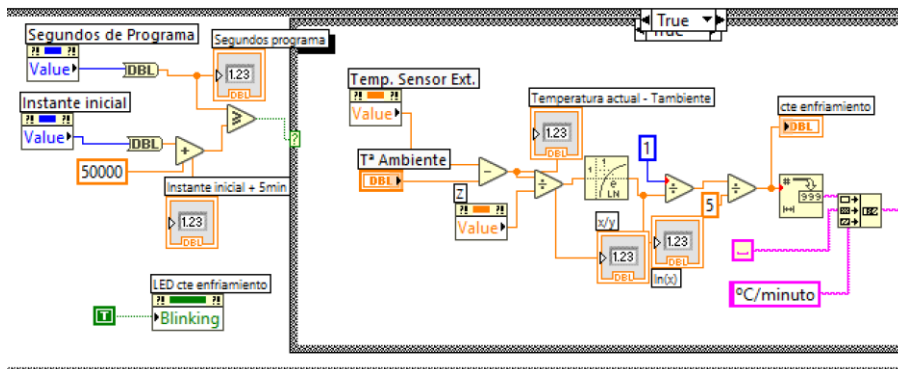 True
True
Segundos de Programa
Value
DBL
Segundos programa
1.23
DBL
Instante inicial
Value
DBL
50000
Instante inicial + 5min
1.23
DBL
LED cte enfriamiento
T
Blinking
?
Temp. Sensor Ext.
Value
Tª Ambiente
DBL
Temperatura actual - Tambiente
1.23
DBL
z
Value
e
LN
1
x/y
1.23
DBL
1.23
DBL
ln(x)
5
cte enfriamiento
DBL
#
999
ºC/minuto